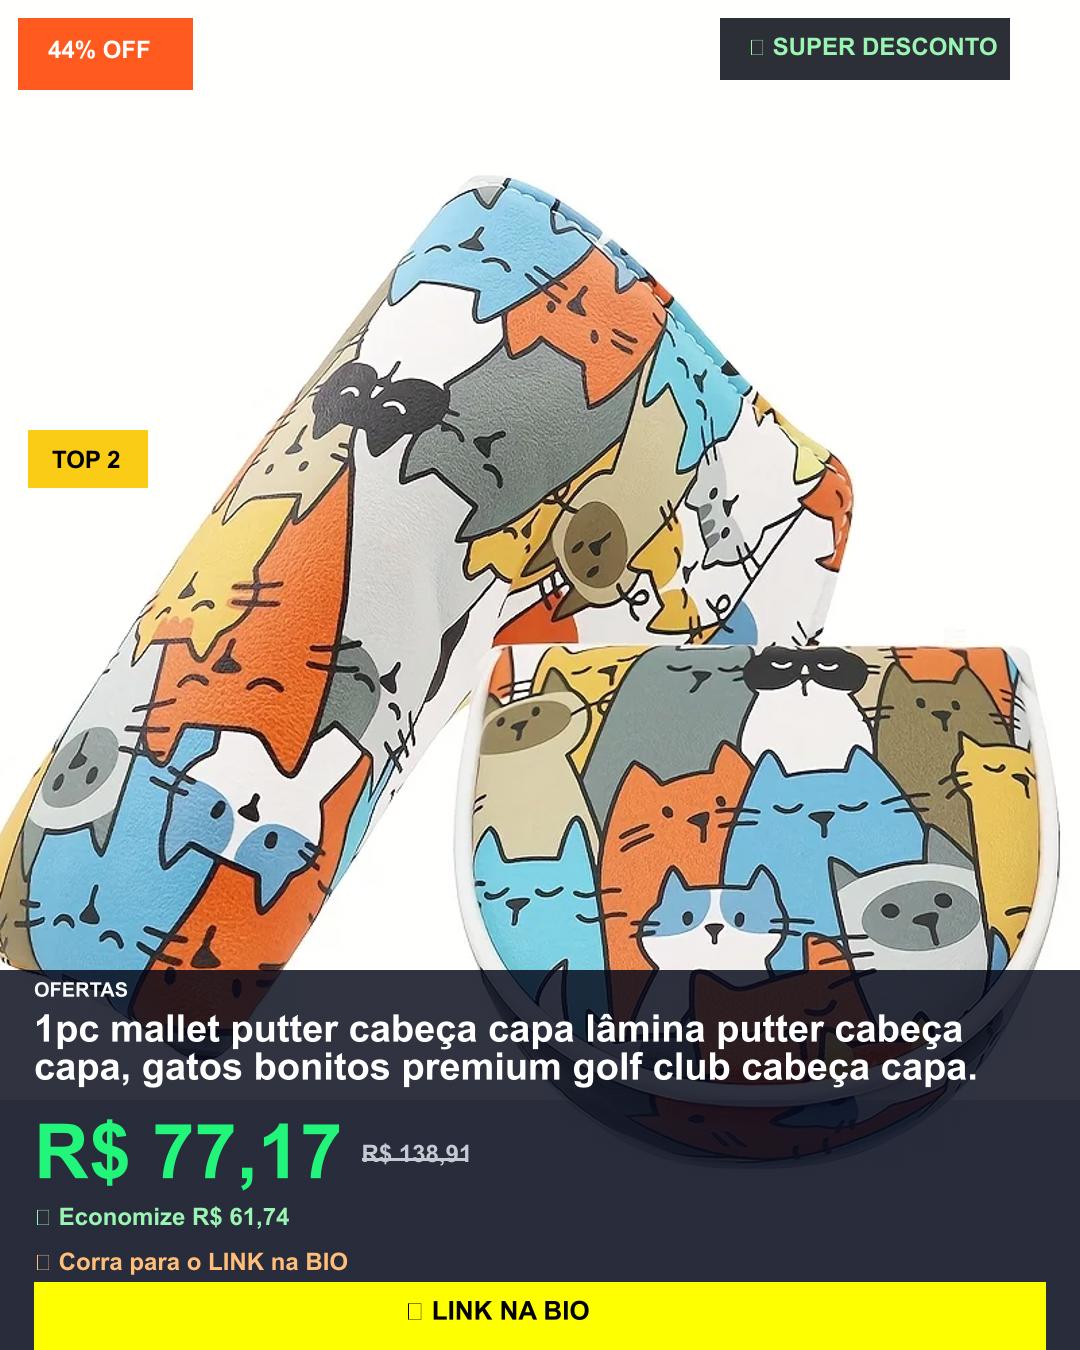 44% OFF
SUPER DESCONTO
TOP 2
OFERTAS
1pc mallet putter cabeça capa lâmina putter cabeça
capa, gatos bonitos premium golf club cabeça capa.
R$ 77,17 R$ 138,91
Economize R$ 61,74
Corra para o LINK na BIO
LINK NA BIO